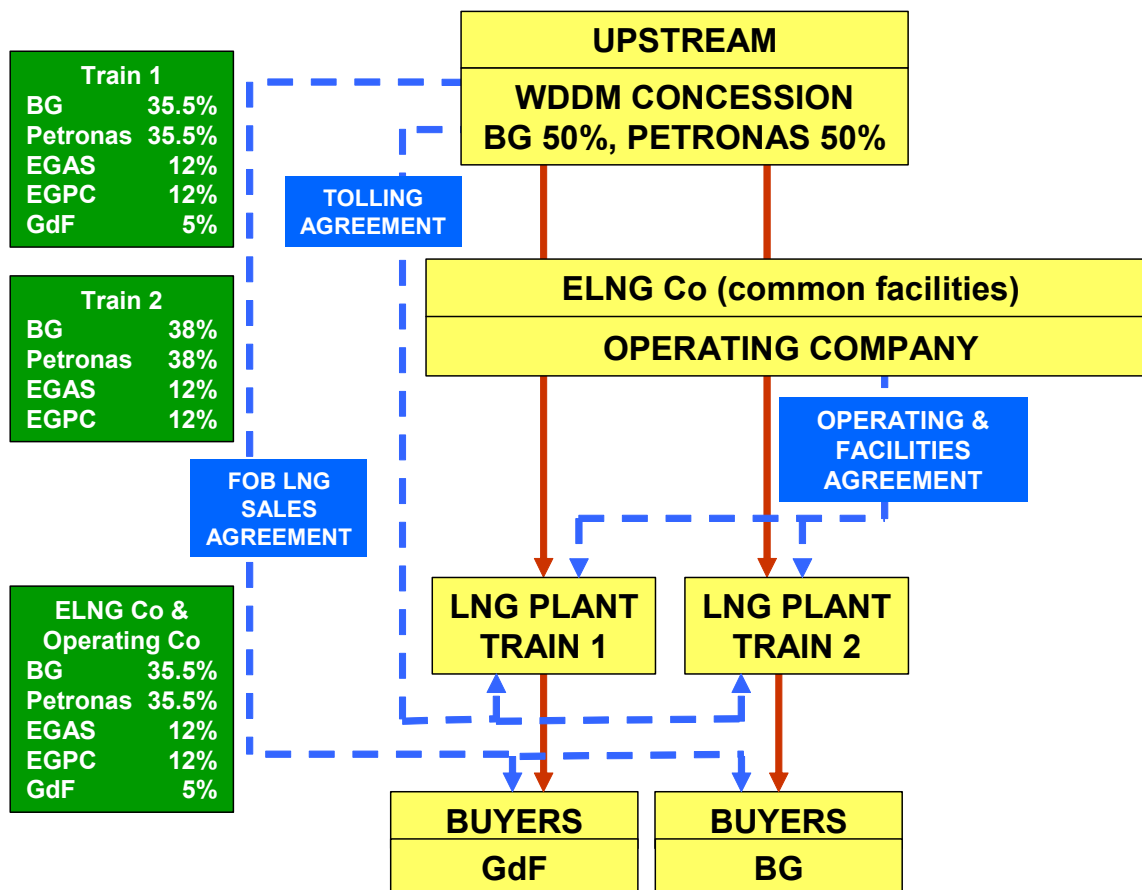 Train 1
BG 35.5%
Petronas 35.5%
EGAS 12%
EGPC 12%
GdF 5%
Train 2
BG 38%
Petronas 38%
EGAS 12%
EGPC 12%
ELNG Co &
Operating Co
BG 35.5%
Petronas 35.5%
EGAS 12%
EGPC 12%
GdF 5%
UPSTREAM
WDDM CONCESSION
BG 50%, PETRONAS 50%
TOLLING
AGREEMENT
ELNG Co (common facilities)
OPERATING COMPANY
OPERATING &
FACILITIES
AGREEMENT
FOB LNG
SALES
AGREEMENT
LNG PLANT
TRAIN 1
LNG PLANT
TRAIN 2
BUYERS
GdF
BUYERS
BG